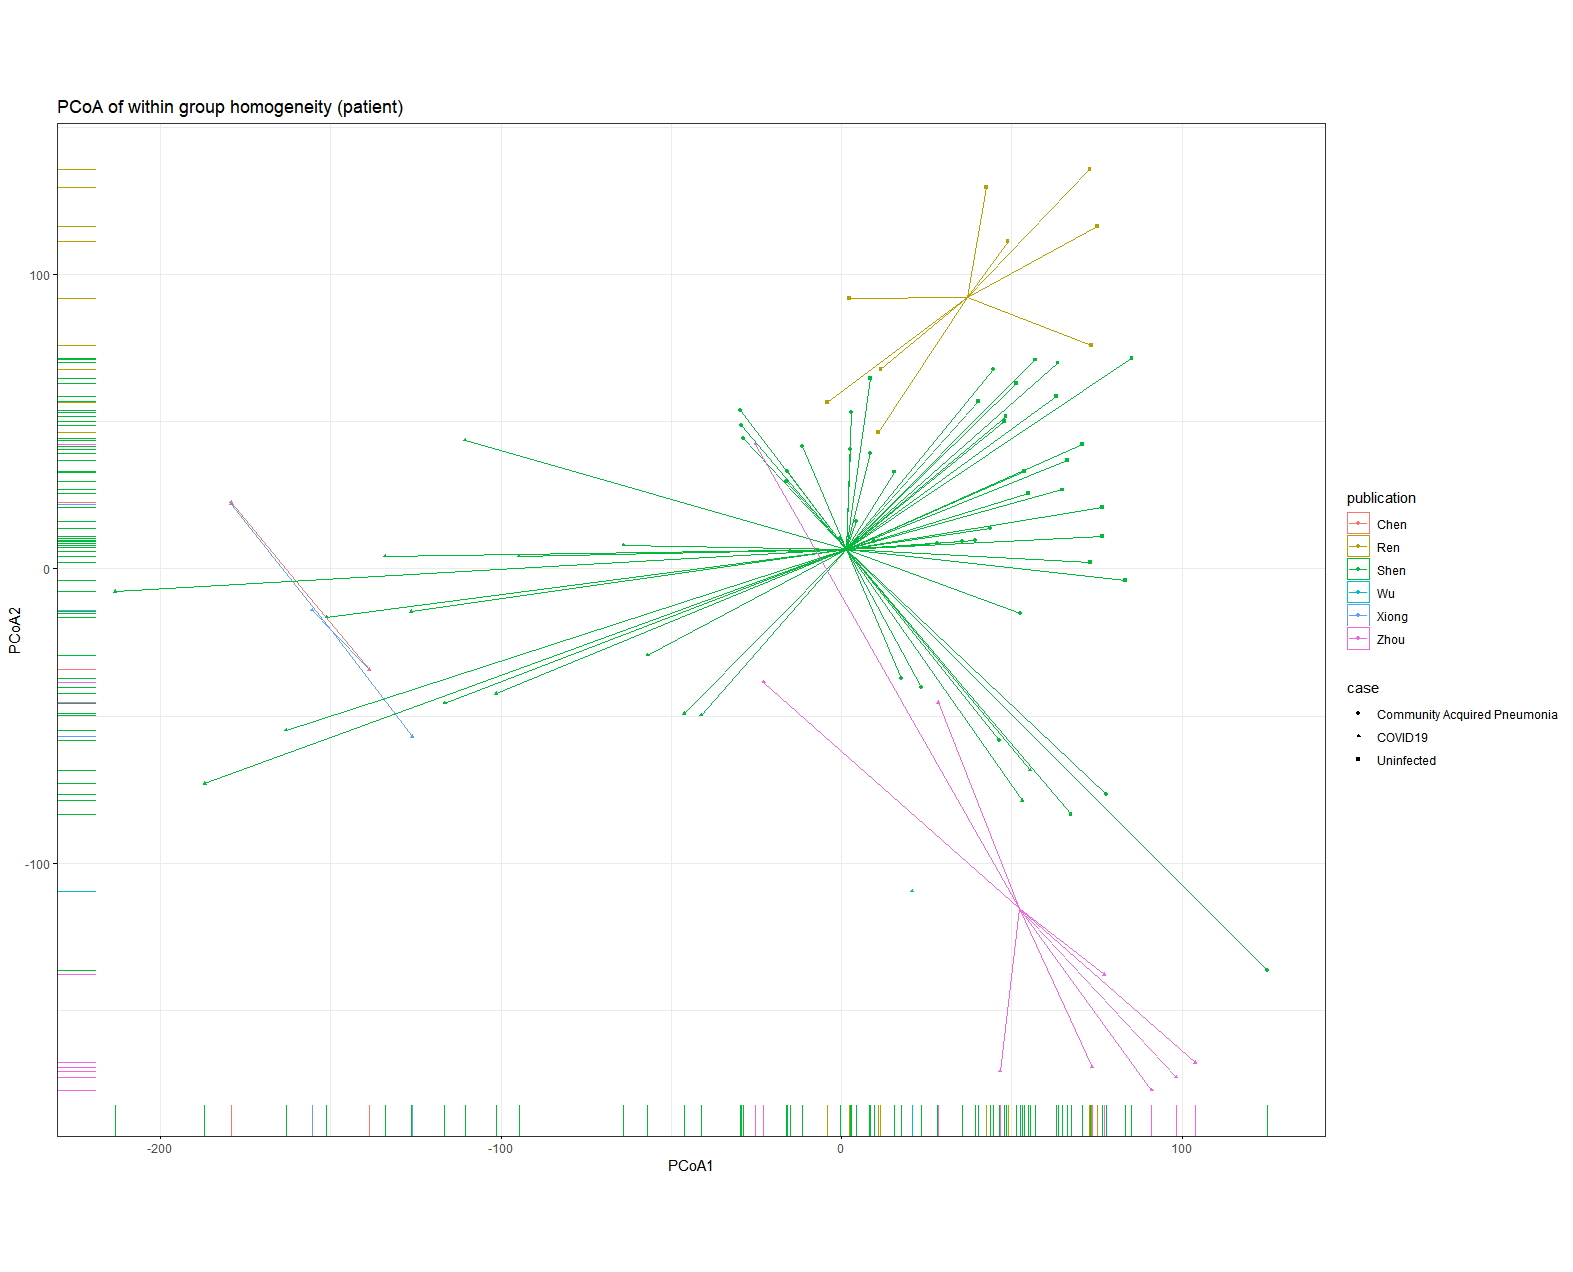 PCoA of within group homogeneity (patient)
100
0
-100
PCoA2
-200
-100
0
100
PCoA1
publication
Chen
Ren
Shen
Wu
Xiong
Zhou
case
Community Acquired Pneumonia
COVID19
Uninfected